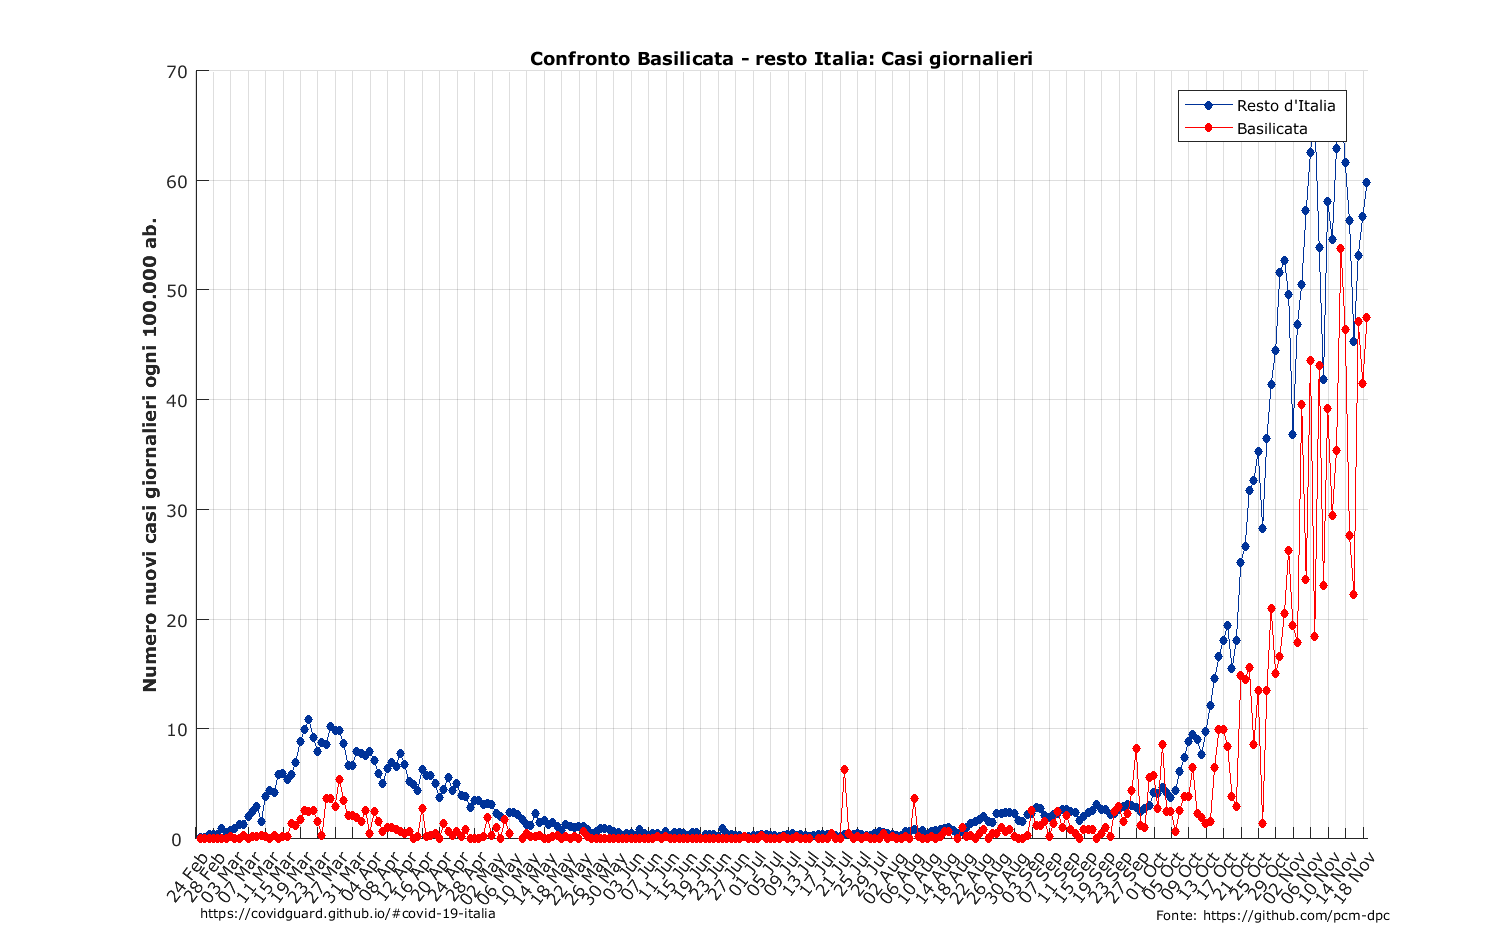 Confronto Basilicata - resto Italia: Casi giornalieri
Resto d'Italia
Basilicata
Numero nuovi casi giornalieri ogni 100.000 ab.
70
60
50
40
30
20
10
0
24 Feb
28 Feb
03 Mar
07 Mar
11 Mar
15 Mar
19 Mar
23 Mar
27 Mar
31 Mar
04 Apr
08 Apr
12 Apr
16 Apr
20 Apr
24 Apr
28 Apr
02 May
06 May
10 May
14 May
18 May
22 May
26 May
30 May
03 Jun
07 Jun
11 Jun
15 Jun
19 Jun
23 Jun
27 Jun
01 Jul
05 Jul
09 Jul
13 Jul
17 Jul
21 Jul
25 Jul
29 Jul
02 Aug
06 Aug
10 Aug
14 Aug
18 Aug
22 Aug
26 Aug
30 Aug
03 Sep
07 Sep
11 Sep
15 Sep
19 Sep
23 Sep
27 Sep
01 Oct
05 Oct
09 Oct
13 Oct
17 Oct
21 Oct
25 Oct
29 Oct
02 Nov
06 Nov
10 Nov
14 Nov
18 Nov
https://covidguard.github.io/#covid-19-italia
Fonte: https://github.com/pcm-dpc